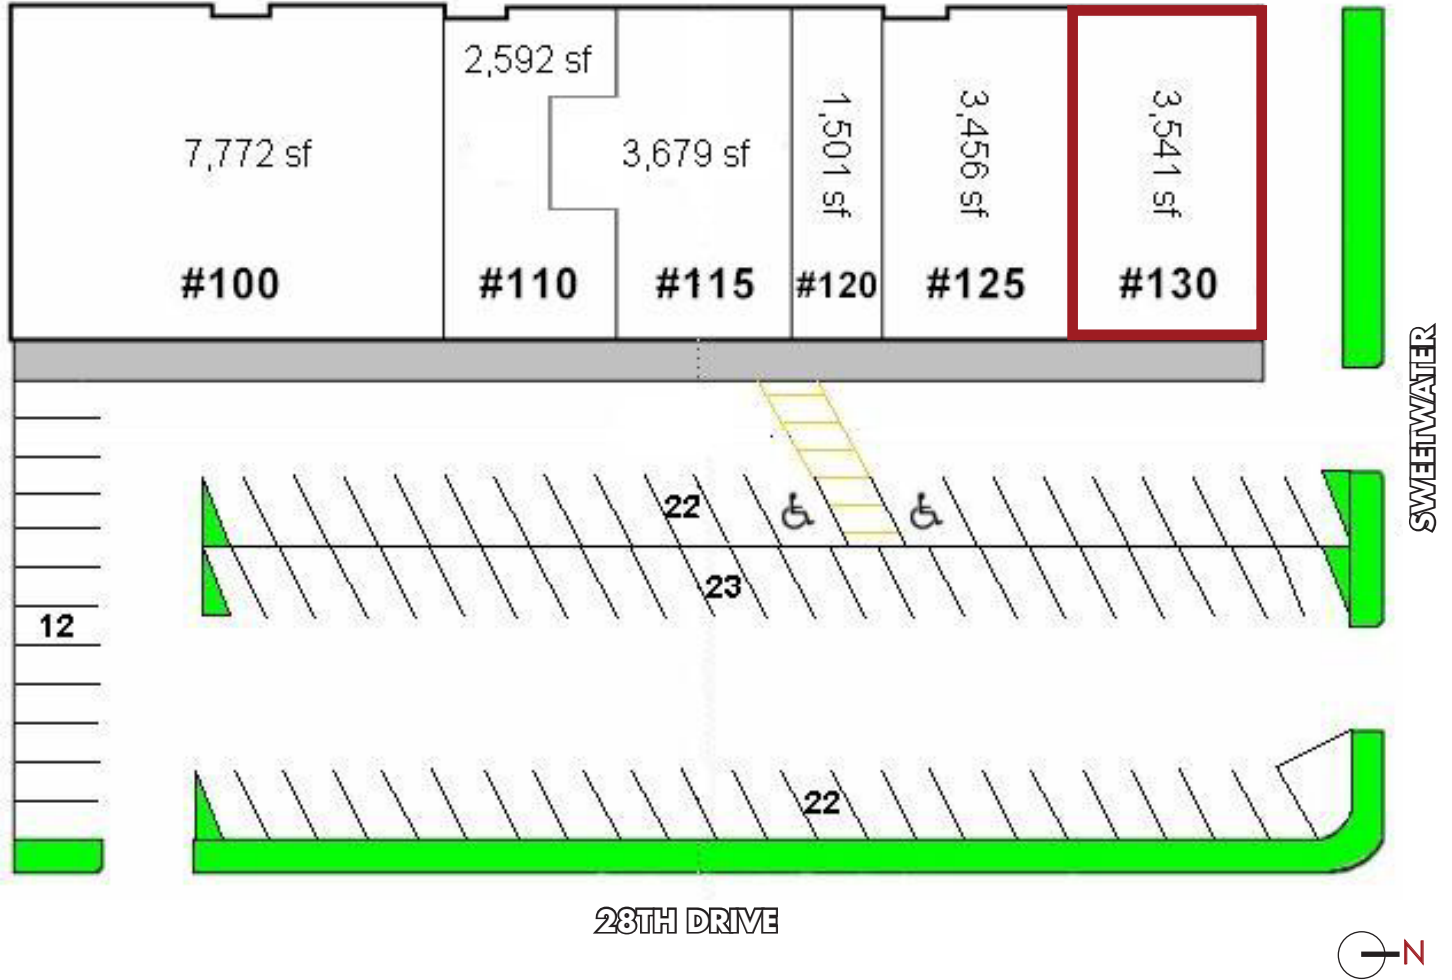 2,592 sf
7,772 sf
3,679 sf
1,501 sf
3,456 sf
3,541 sf
#100
#110
#115
#120
#125
#130
SWEETWATER
22
23
12
22
28TH DRIVE
N